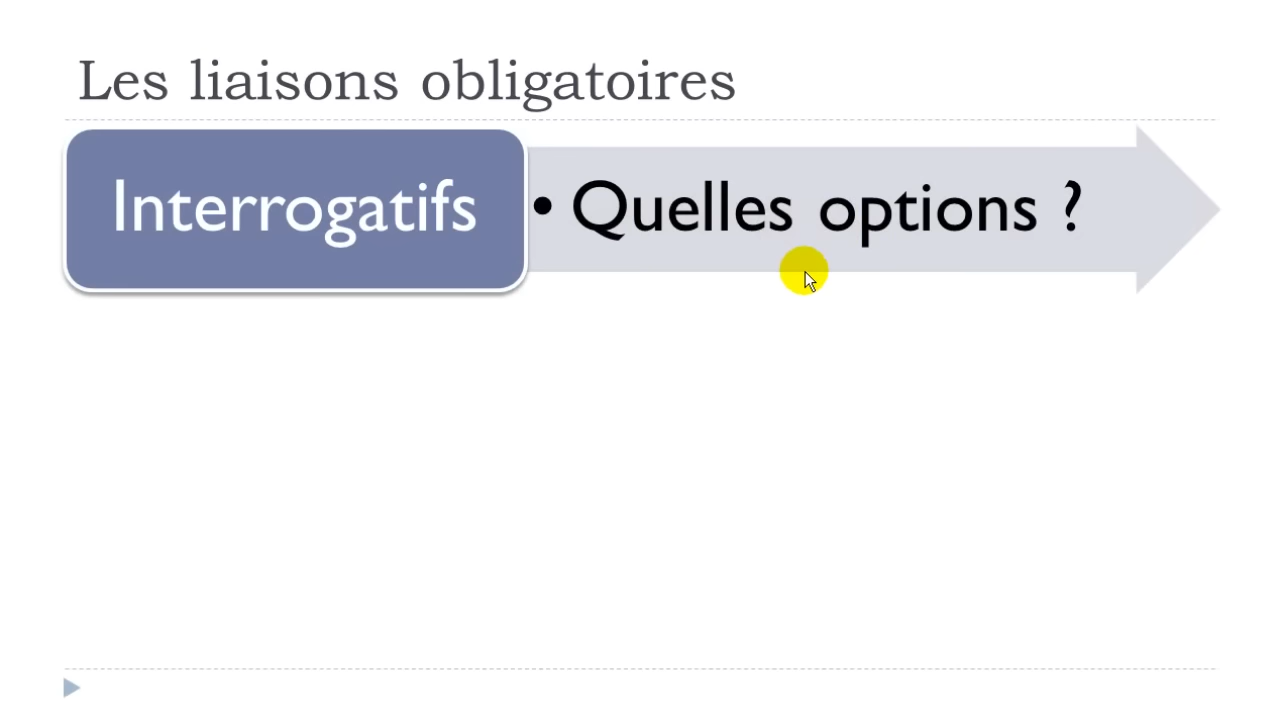 Les liaisons obligatoires
Interrogatifs
• Quelles options ?